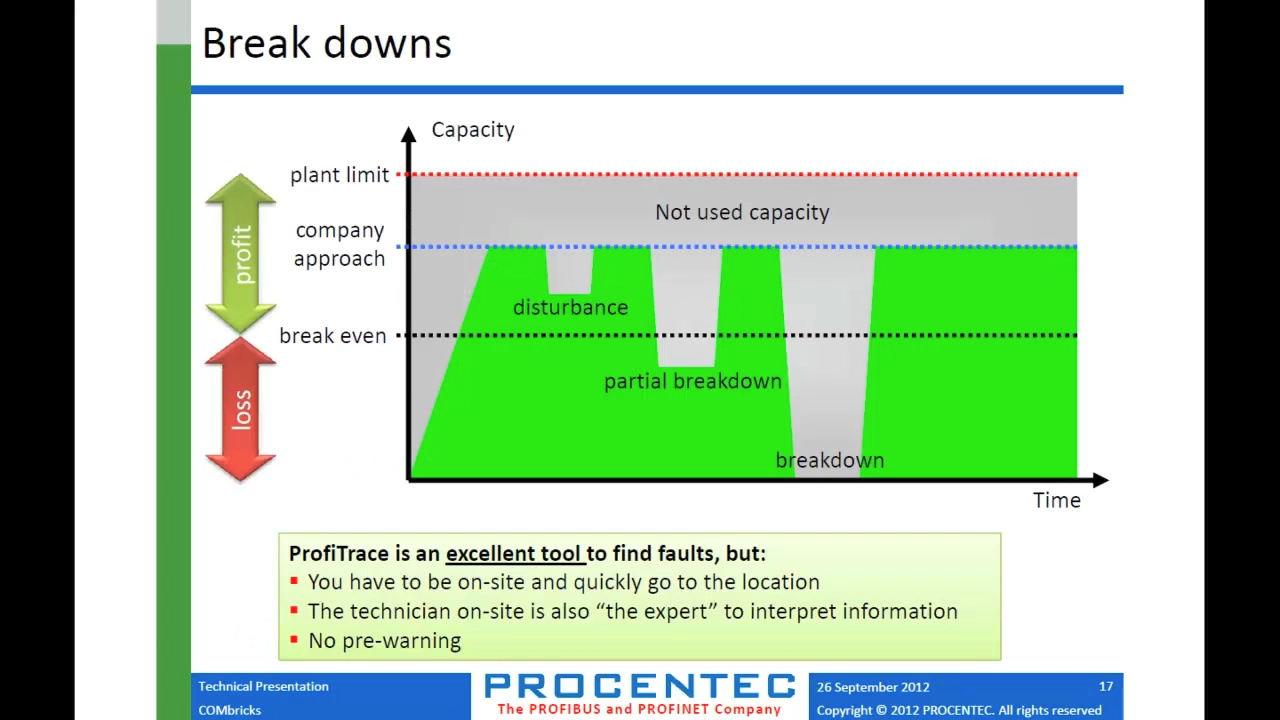 Break downs
Capacity
plant limit
Not used capacity
company
approach
profit
disturbance
break even
partial breakdown
loss
breakdown
Time
ProfiTrace is an excellent tool to find faults, but:
▪ You have to be on-site and quickly go to the location
▪ The technician on-site is also “the expert” to interpret information
▪ No pre-warning
Technical Presentation
COMbricks
PROCENTEC
The PROFIBUS and PROFINET Company
26 September 2012
17
Copyright © 2012 PROCENTEC. All rights reserved